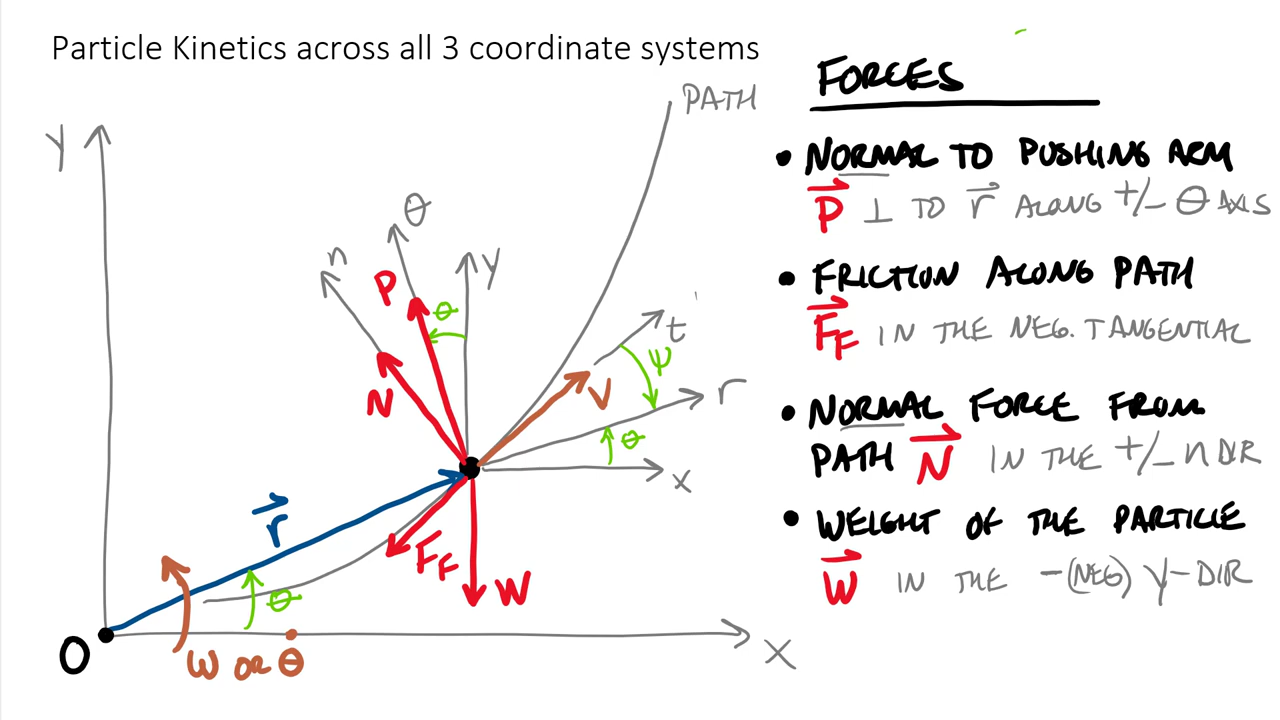 Particle Kinetics across all 3 coordinate systems
FORCES
• NORMAL TO PUSHING ARM
P ⊥ TO r ALONG +/- θ AXIS
• FRICTION ALONG PATH
F_F IN THE NEG. TANGENTIAL
• NORMAL FORCE FROM
PATH N IN THE +/- n DIR
• WEIGHT OF THE PARTICLE
W IN THE -(NEG) Y-DIR
PATH
y
θ
n
y
P
θ
t
ψ
N
V
r
θ
x
r
F_F
W
θ
O
ω OR θ̇
x